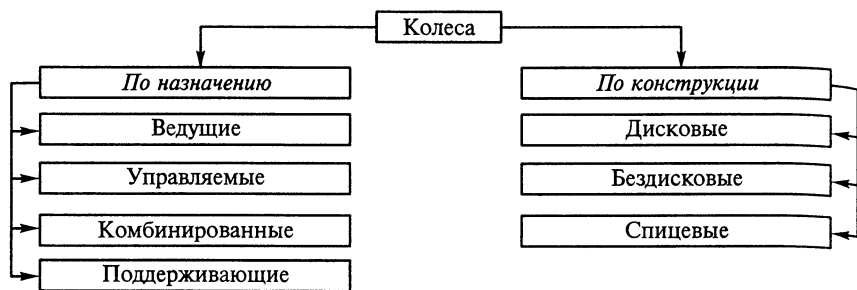 Колеса
По назначению
Ведущие
Управляемые
Комбинированные
Поддерживающие
По конструкции
Дисковые
Бездисковые
Спицевые